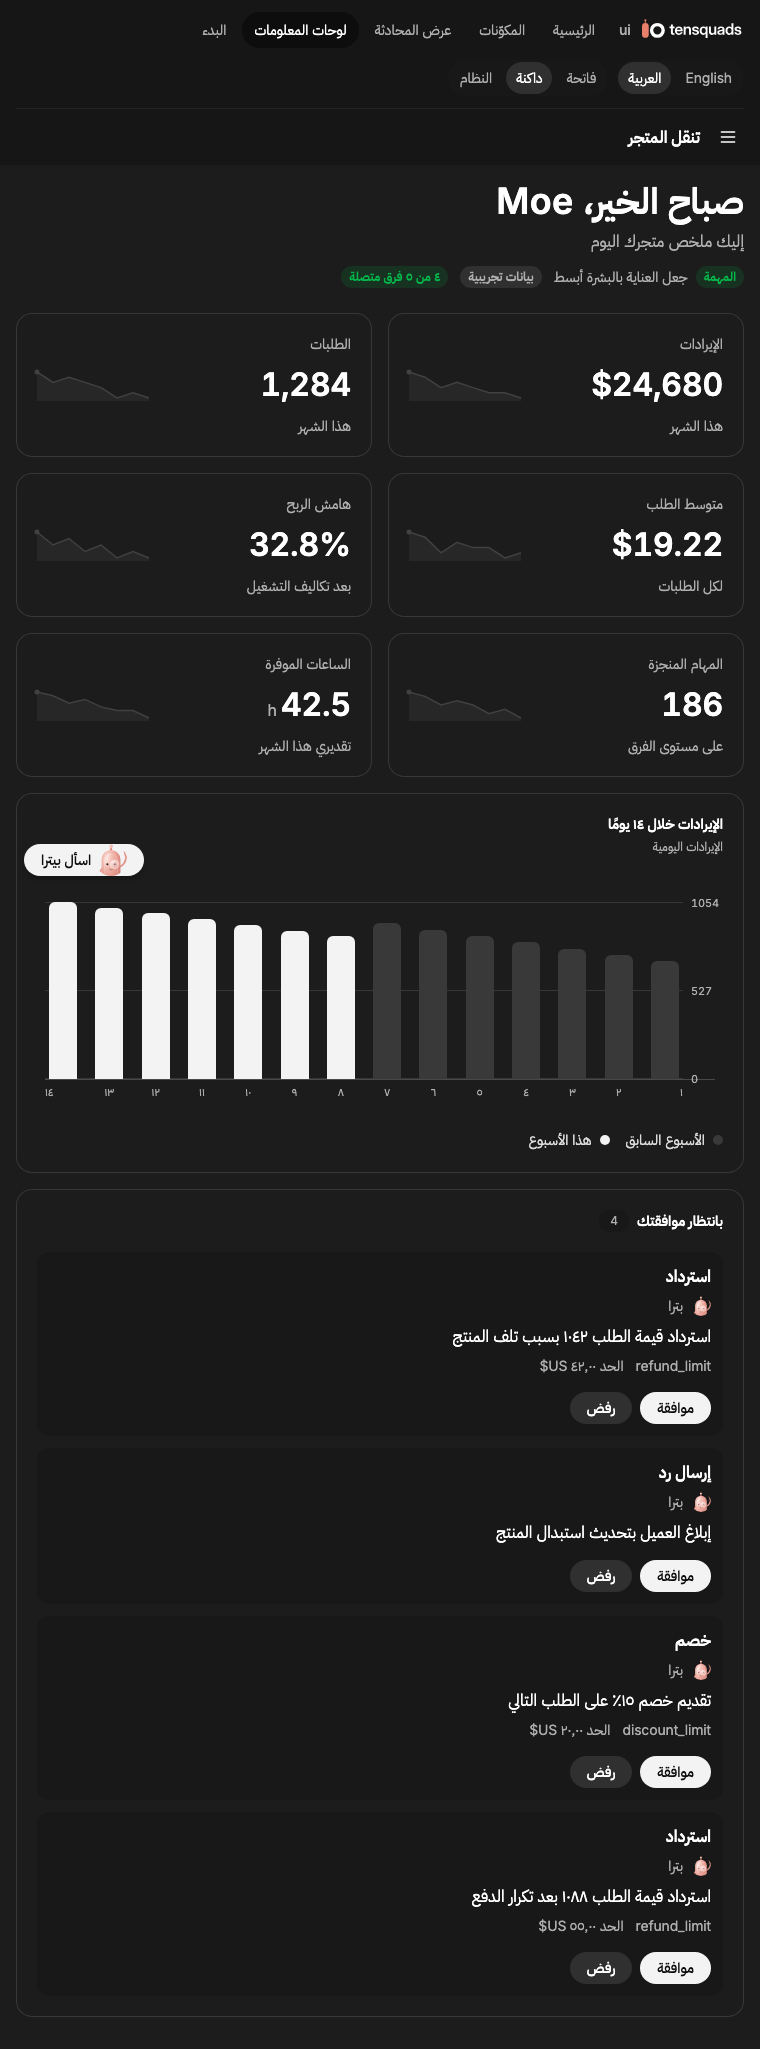 tensquads ui الرئيسية المكوّنات عرض المحادثة لوحات المعلومات البدء
English العربية فاتحة داكنة النظام
تنقل المتجر
صباح الخير، Moe
إليك ملخص متجرك اليوم
المهمة جعل العناية بالبشرة أبسط بيانات تجريبية ٤ من ٥ فرق متصلة
الإيرادات
$24,680
هذا الشهر
الطلبات
1,284
هذا الشهر
متوسط الطلب
$19.22
لكل الطلبات
هامش الربح
32.8%
بعد تكاليف التشغيل
المهام المنجزة
186
على مستوى الفرق
الساعات الموفرة
42.5 h
تقديري هذا الشهر
الإيرادات خلال ١٤ يومًا
الإيرادات اليومية
اسأل بيترا
1054
527
0
١ ٢ ٣ ٤ ٥ ٦ ٧ ٨ ٩ ١٠ ١١ ١٢ ١٣ ١٤
الأسبوع السابق هذا الأسبوع
بانتظار موافقتك 4
استرداد
بترا
استرداد قيمة الطلب ١٠٤٢ بسبب تلف المنتج
refund_limit الحد ٤٢,٠٠ US$
موافقة رفض
إرسال رد
بترا
إبلاغ العميل بتحديث استبدال المنتج
موافقة رفض
خصم
بترا
تقديم خصم ١٥٪ على الطلب التالي
discount_limit الحد ٢٠,٠٠ US$
موافقة رفض
استرداد
بترا
استرداد قيمة الطلب ١٠٨٨ بعد تكرار الدفع
refund_limit الحد ٥٥,٠٠ US$
موافقة رفض